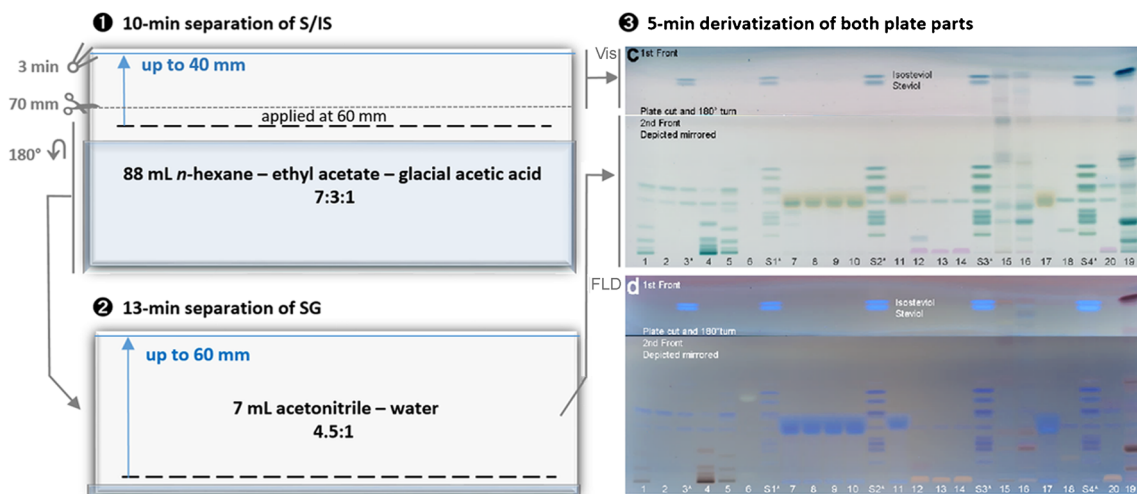 ❶ 10-min separation of S/IS
3 min
up to 40 mm
70 mm
applied at 60 mm
180°
88 mL n-hexane – ethyl acetate – glacial acetic acid
7:3:1
❷ 13-min separation of SG
up to 60 mm
7 mL acetonitrile – water
4.5:1
❸ 5-min derivatization of both plate parts
Vis
c 1st Front
Isosteviol
Steviol
Plate cut and 180° turn
2nd Front
Depicted mirrored
1 2 3* 4 5 6 S1* 7 8 9 10 S2* 11 12 13 14 S3* 15 16 17 18 S4* 20 19
FLD
d 1st Front
Isosteviol
Steviol
Plate cut and 180°turn
2nd Front
Depicted mirrored
1 2 3* 4 5 6 S1* 7 8 9 10 S2* 11 12 13 14 S3* 15 16 17 18 S4* 20 19